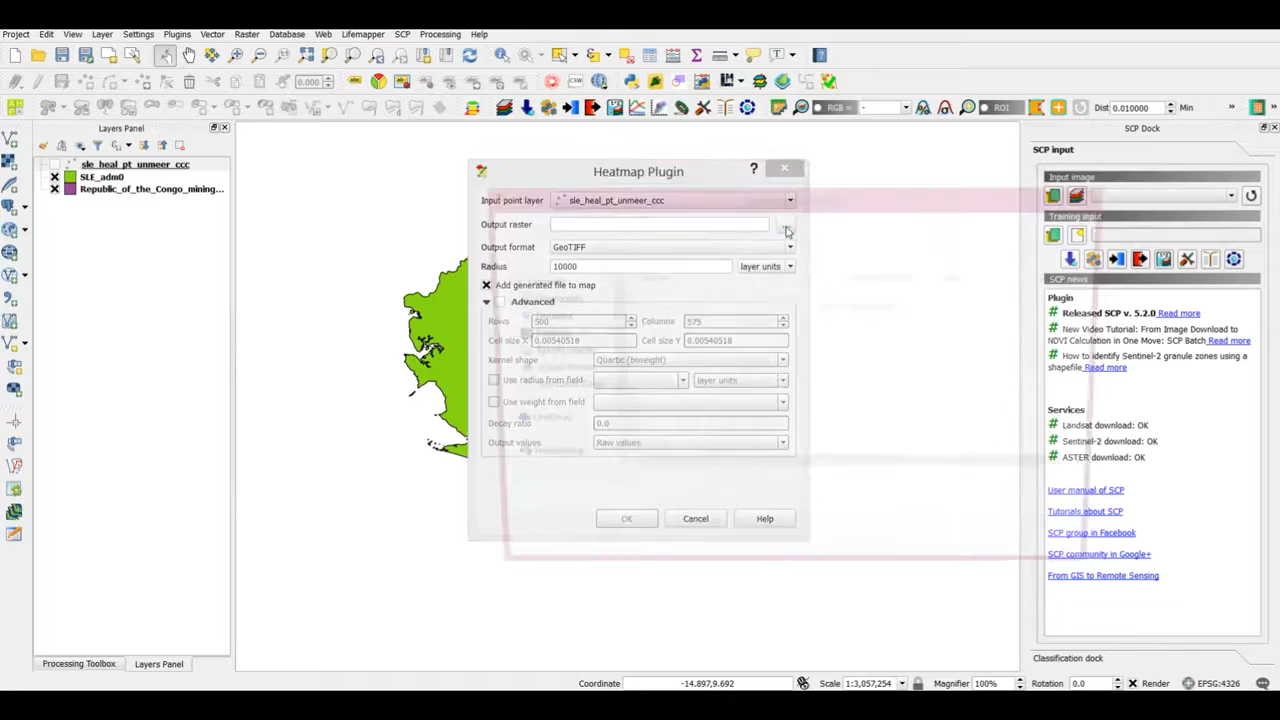 Project Edit View Layer Settings Plugins Vector Raster Database Web Lifemapper SCP Processing Help
0.000
CSW
RGB = - ROI Dist 0.010000 Min
Layers Panel
sle_heal_pt_unmeer_ccc
SLE_adm0
Republic_of_the_Congo_mining...
Processing Toolbox Layers Panel
Heatmap Plugin
Input point layer sle_heal_pt_unmeer_ccc
Output raster
Output format GeoTIFF
Radius 10000 layer units
Add generated file to map
Advanced
Rows 500 Columns 575
Cell size X 0.00540518 Cell size Y 0.00540518
Kernel shape Quartic (biweight)
Use radius from field layer units
Use weight from field
Decay ratio 0.0
Output values Raw values
OK Cancel Help
SCP Dock
SCP input
Input image
Training input
SCP news
Plugin
# Released SCP v. 5.2.0 Read more
# New Video Tutorial: From Image Download to
NDVI Calculation in One Move: SCP Batch Read more
# How to identify Sentinel-2 granule zones using a
shapefile Read more
Services
# Landsat download: OK
# Sentinel-2 download: OK
# ASTER download: OK
User manual of SCP
Tutorials about SCP
SCP group in Facebook
SCP community in Google+
From GIS to Remote Sensing
Classification dock
Coordinate -14.897,9.692 Scale 1:3,057,254 Magnifier 100% Rotation 0.0 Render EPSG:4326